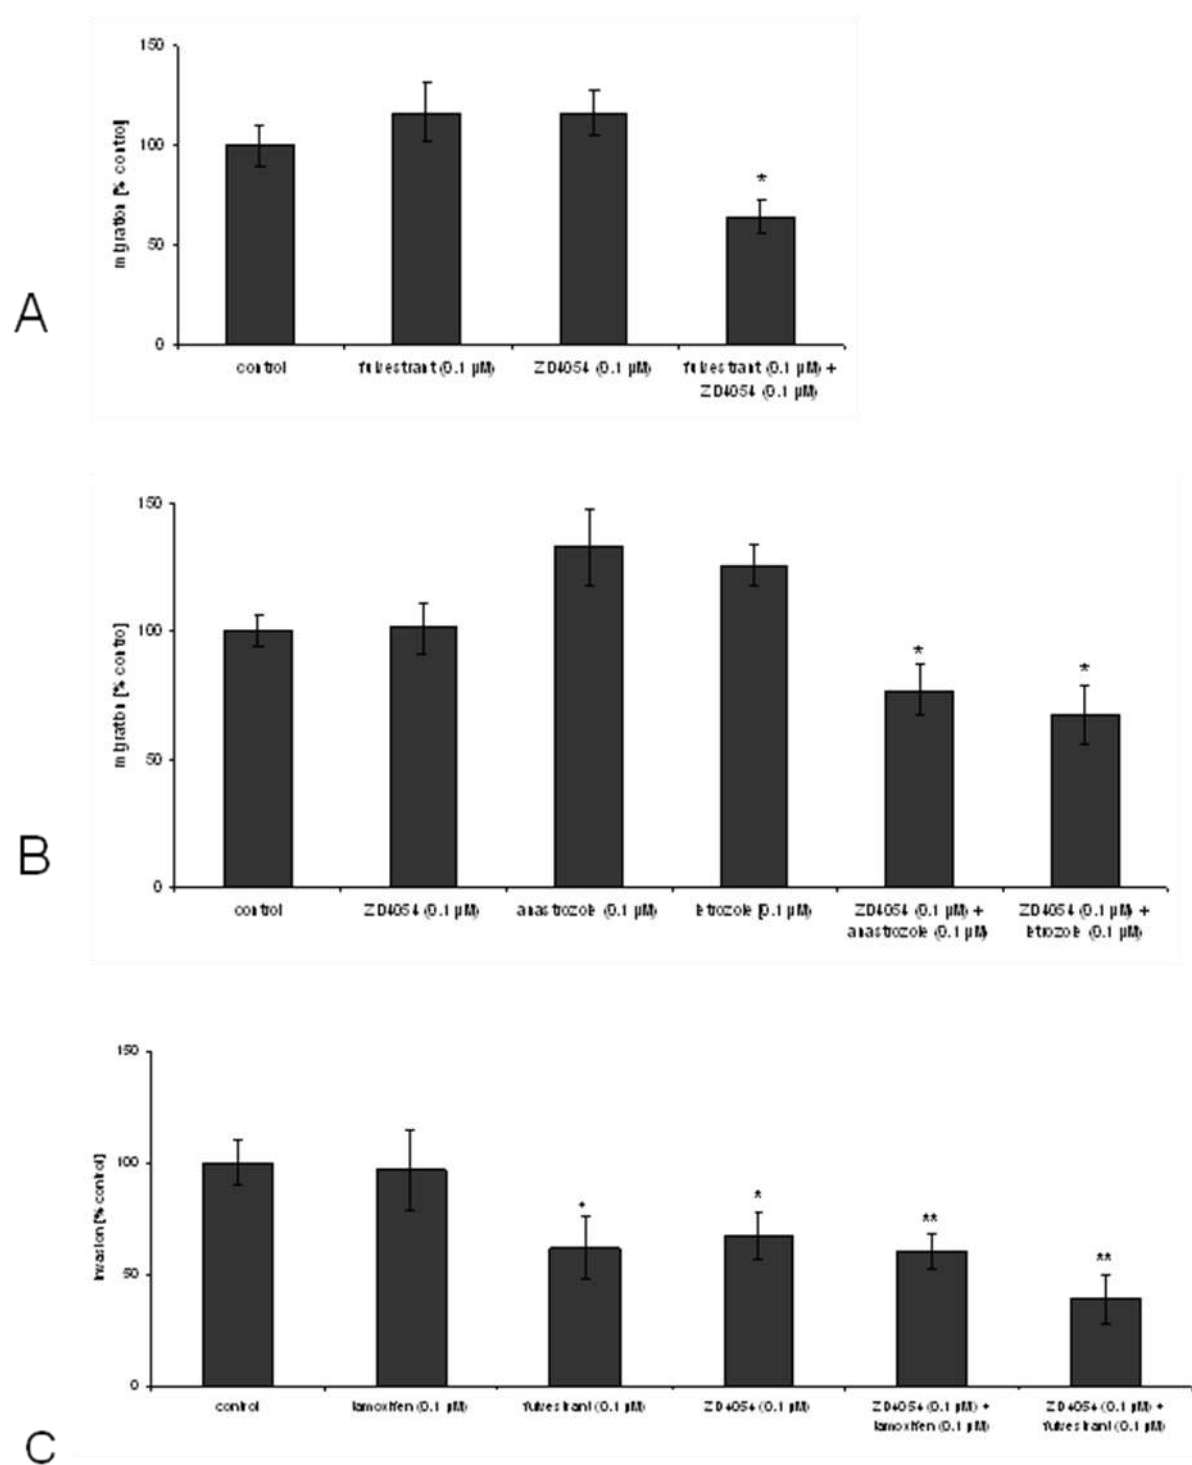 150
migration [% control]
100
*
50
A
0
control fulvestrant (0.1 µM) ZD4054 (0.1 µM) fulvestrant (0.1 µM) +
ZD4054 (0.1 µM)
150
migration [% control]
100
* *
50
B
0
control ZD4054 (0.1 µM) anastrozole (0.1 µM) letrozole [0.1 µM) ZD4054 (0.1 µM) + ZD4054 (0.1 µM) +
anastrozole (0.1 µM) letrozole (0.1 µM)
150
invasion [% control]
100
* * ** **
50
0
control tamoxifen (0.1 µM) fulvestrant (0.1 µM) ZD4054 (0.1 µM) ZD4054 (0.1 µM) + ZD4054 (0.1 µM) +
tamoxifen (0.1 µM) fulvestrant (0.1 µM)
C